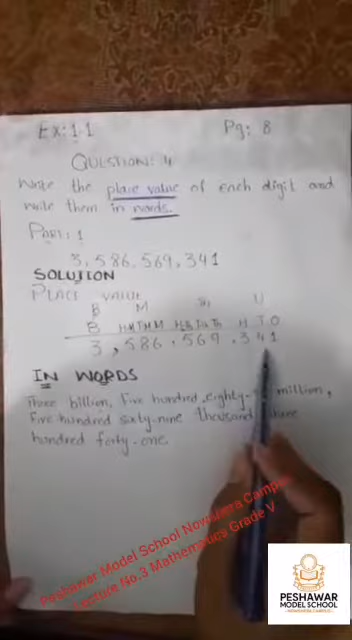 Ex: 1.1 Pg: 8
QUESTION: 4
Write the place value of each digit and
write them in words.
PART: 1
3,586,569,341
SOLUTION
PLACE VALUE
B M U
B HM TM M H T O
3,586,569,341
IN WORDS
Three billion, five hundred eighty- million,
five hundred sixty-nine thousand
hundred forty-one.
Peshawar Model School Nowshera Campus
Lecture No.3 Mathematics Grade V
PESHAWAR
MODEL SCHOOL